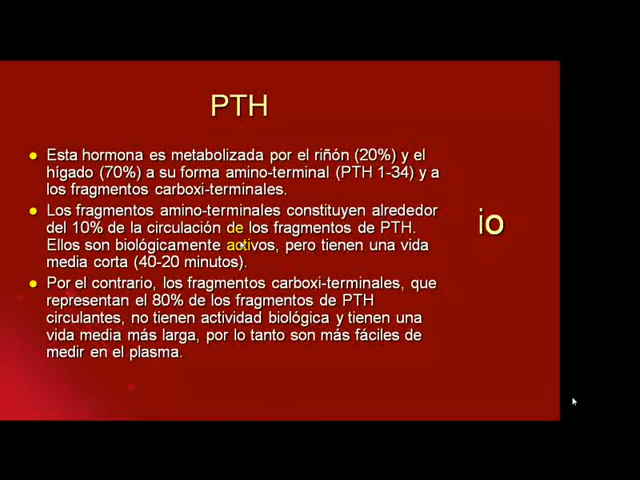 PTH
Esta hormona es metabolizada por el riñón (20%) y el
hígado (70%) a su forma amino-terminal (PTH 1-34) y a
los fragmentos carboxi-terminales.
Los fragmentos amino-terminales constituyen alrededor
del 10% de la circulación de los fragmentos de PTH.
Ellos son biológicamente activos, pero tienen una vida
media corta (40-20 minutos).
Por el contrario, los fragmentos carboxi-terminales, que
representan el 80% de los fragmentos de PTH
circulantes, no tienen actividad biológica y tienen una
vida media más larga, por lo tanto son más fáciles de
medir en el plasma.
io